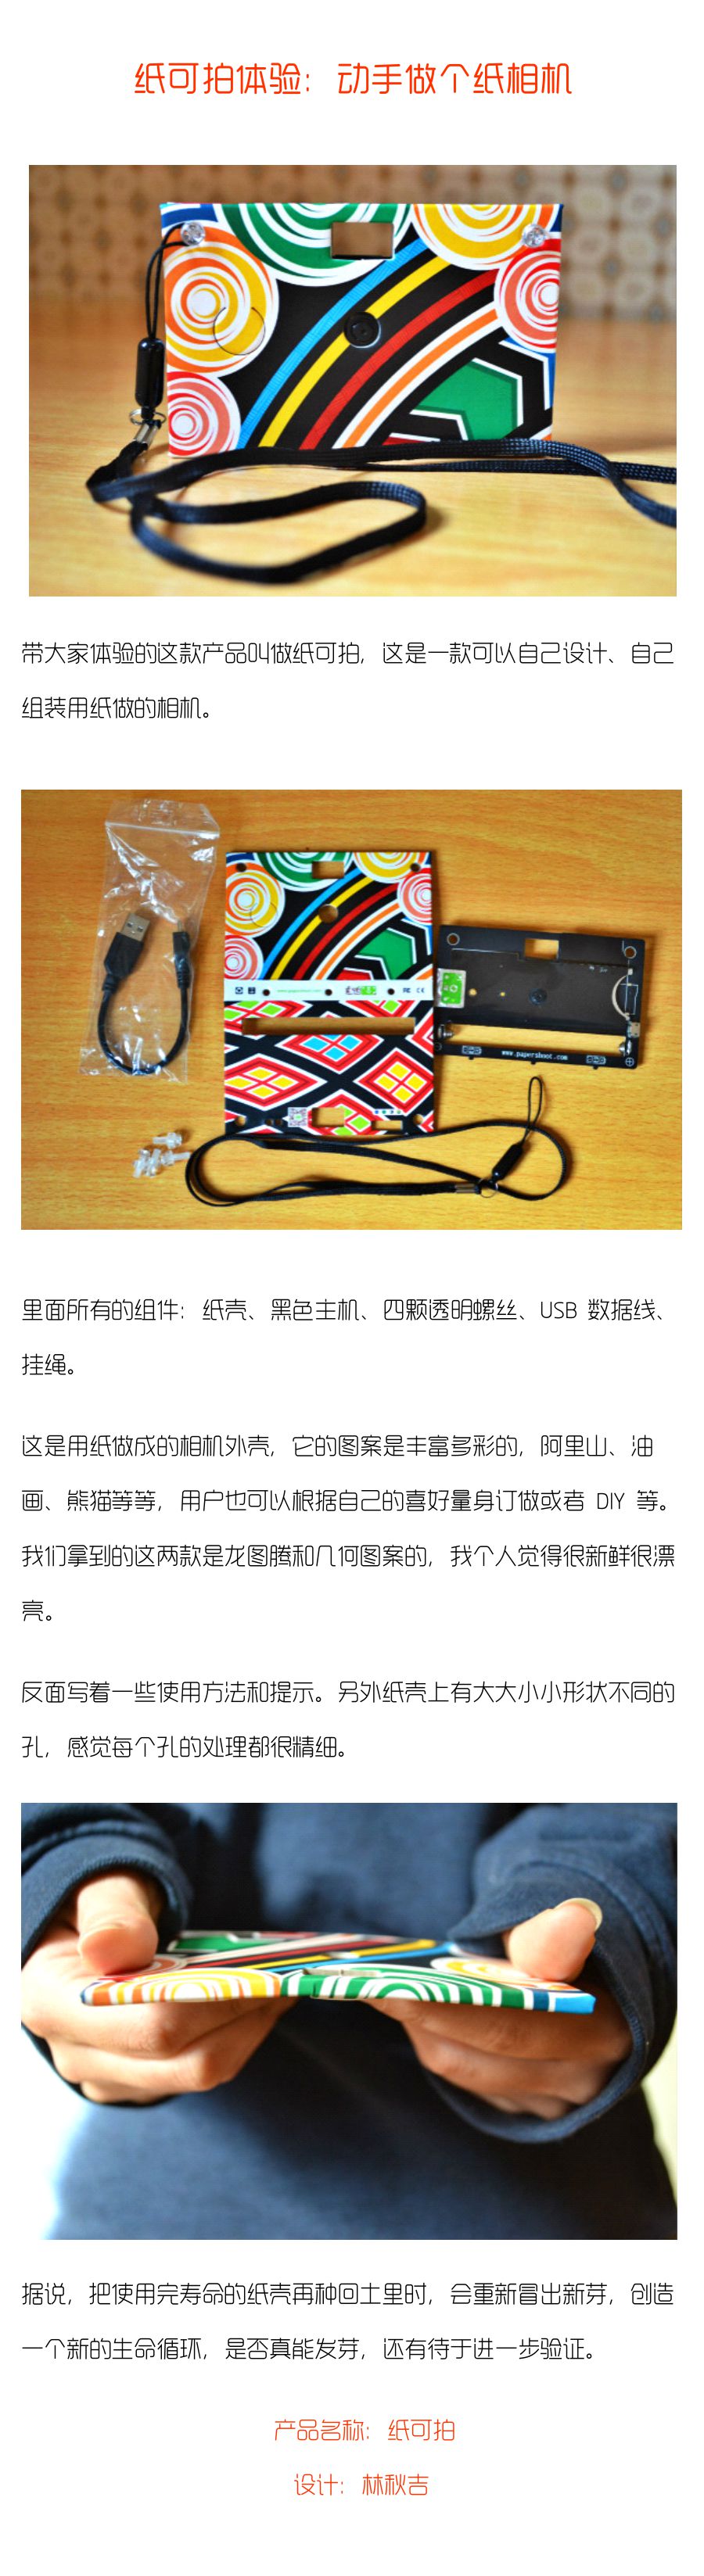 纸可拍体验：动手做个纸相机
带大家体验的这款产品叫做纸可拍，这是一款可以自己设计、自己
组装用纸做的相机。
www.papershoot.com
里面所有的组件：纸壳、黑色主机、四颗透明螺丝、USB 数据线、
挂绳。
这是用纸做成的相机外壳，它的图案是丰富多彩的，阿里山、油
画、熊猫等等，用户也可以根据自己的喜好量身订做或者 DIY 等。
我们拿到的这两款是龙图腾和几何图案的，我个人觉得很新鲜很漂
亮。
反面写着一些使用方法和提示。另外纸壳上有大大小小形状不同的
孔，感觉每个孔的处理都很精细。
据说，把使用完寿命的纸壳再种回土里时，会重新冒出新芽，创造
一个新的生命循环，是否真能发芽，还有待于进一步验证。
产品名称：纸可拍
设计：林秋吉